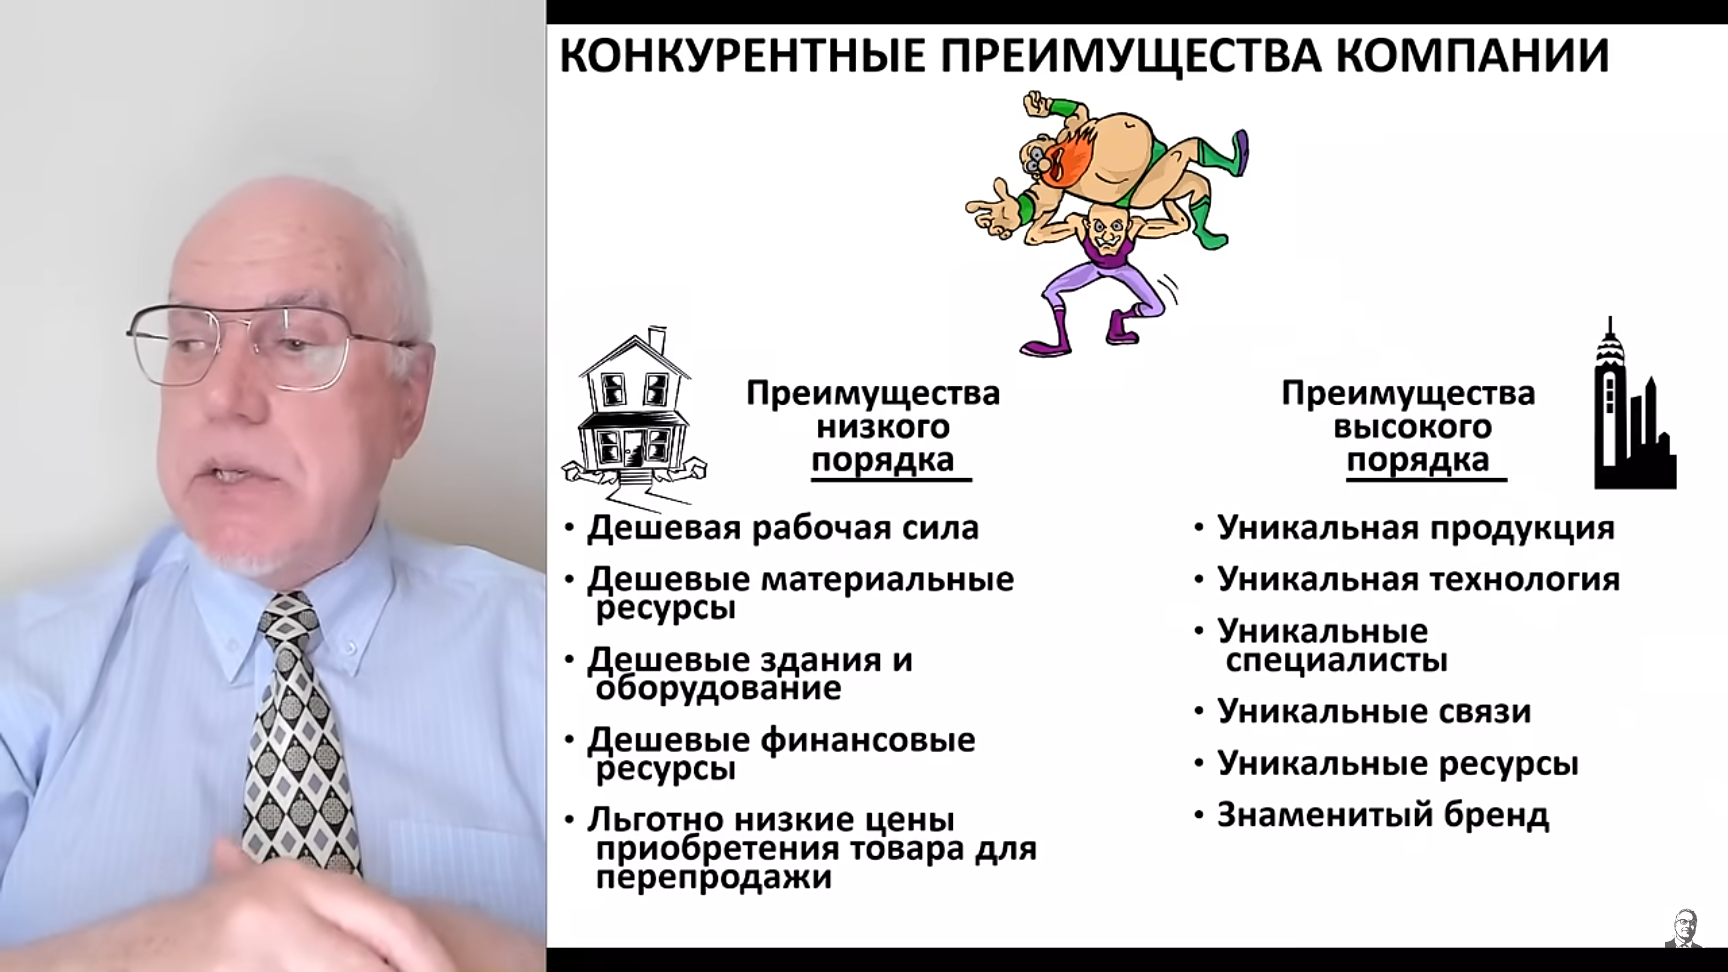 КОНКУРЕНТНЫЕ ПРЕИМУЩЕСТВА КОМПАНИИ
Преимущества
низкого
порядка
• Дешевая рабочая сила
• Дешевые материальные
ресурсы
• Дешевые здания и
оборудование
• Дешевые финансовые
ресурсы
• Льготно низкие цены
приобретения товара для
перепродажи
Преимущества
высокого
порядка
• Уникальная продукция
• Уникальная технология
• Уникальные
специалисты
• Уникальные связи
• Уникальные ресурсы
• Знаменитый бренд